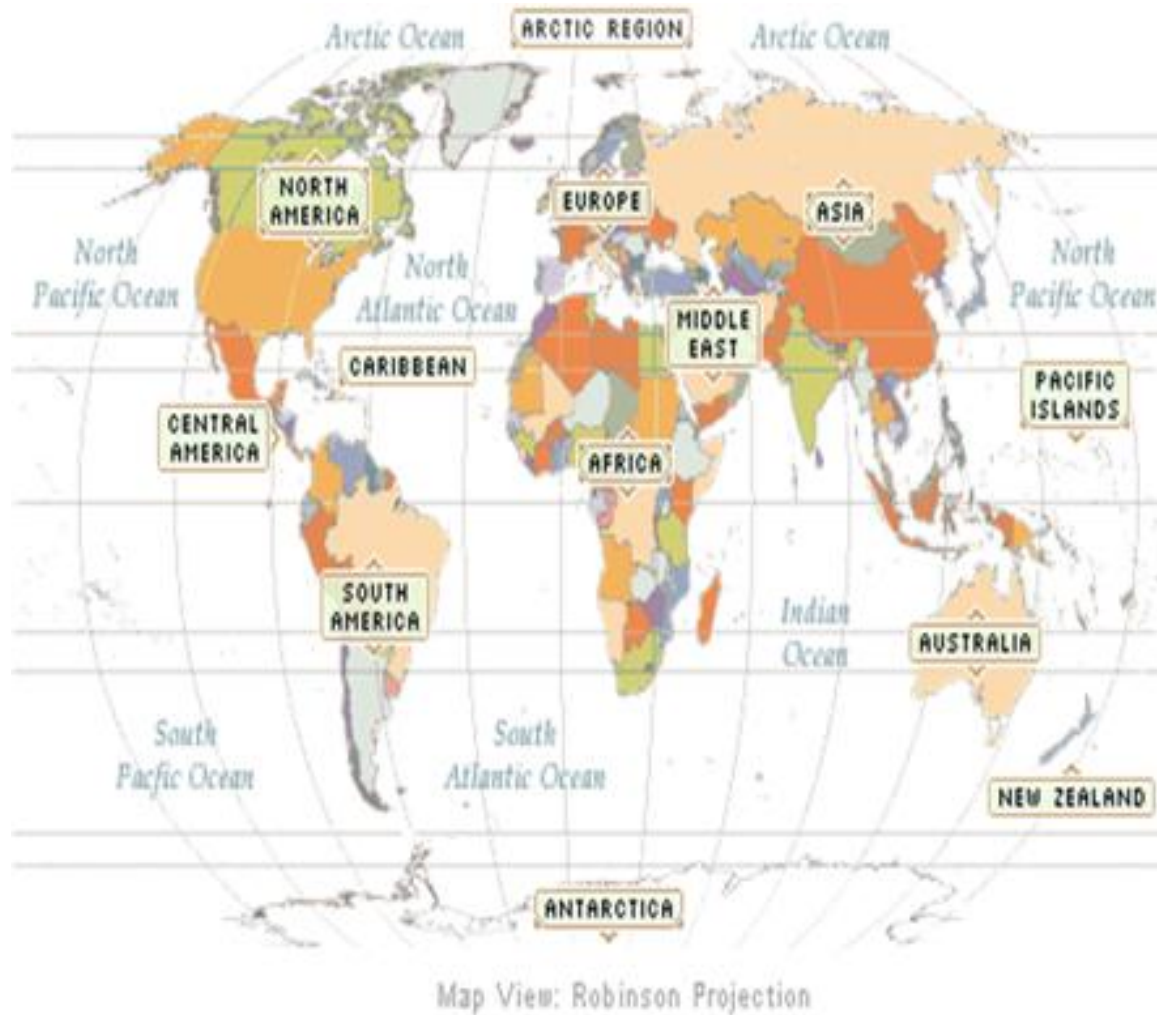 ARCTIC REGION
Arctic Ocean
Arctic Ocean
NORTH
AMERICA
EUROPE
ASIA
North
Pacific Ocean
North
Atlantic Ocean
North
Pacific Ocean
MIDDLE
EAST
CARIBBEAN
PACIFIC
ISLANDS
CENTRAL
AMERICA
AFRICA
SOUTH
AMERICA
Indian
Ocean
AUSTRALIA
South
Pacfic Ocean
South
Atlantic Ocean
NEW ZEALAND
ANTARCTICA
Map View: Robinson Projection